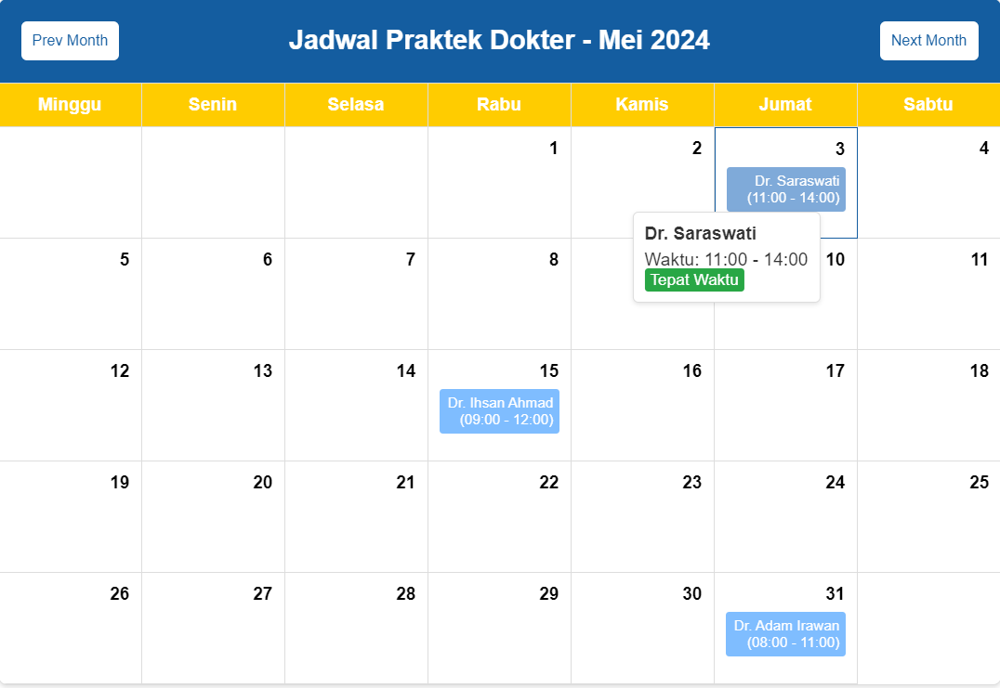 Prev Month
Jadwal Praktek Dokter - Mei 2024
Next Month
Minggu Senin Selasa Rabu Kamis Jumat Sabtu
1 2 3 4
Dr. Saraswati
(11:00 - 14:00)
Dr. Saraswati
Waktu: 11:00 - 14:00
Tepat Waktu
5 6 7 8 10 11
12 13 14 15 16 17 18
Dr. Ihsan Ahmad
(09:00 - 12:00)
19 20 21 22 23 24 25
26 27 28 29 30 31
Dr. Adam Irawan
(08:00 - 11:00)